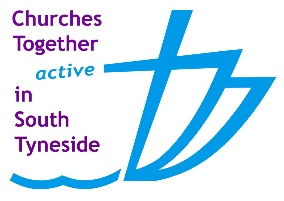 Churches
Together
active
in
South
Tyneside